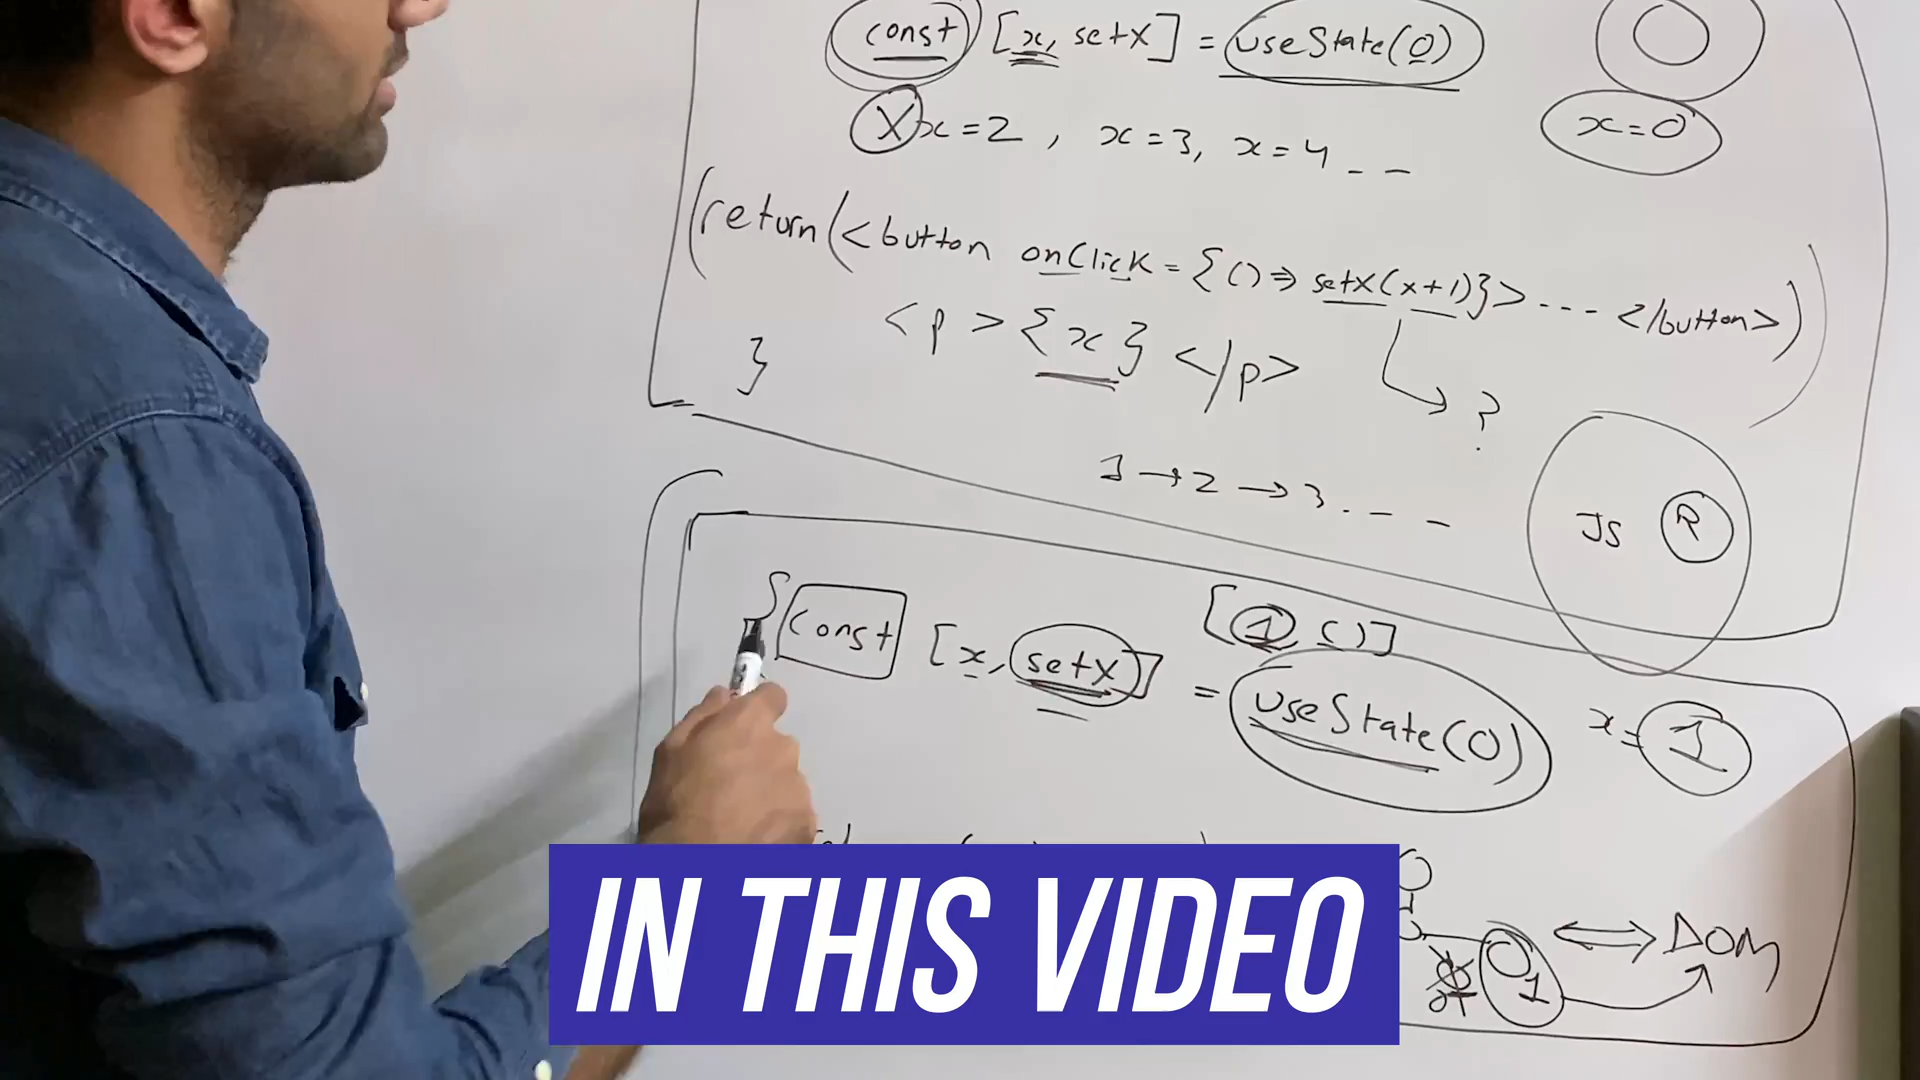 const [x, setX] = useState(0)
X x=2, x=3, x=4 _ _
x=0
return(<button onClick={()=> setX(x+1)}> --- </button>)
<p>{x}</p>
?
}
1→2→3. - -
JS R
[1, ()]
const [x, setX] = useState(0)
x=1
1 DOM
IN THIS VIDEO